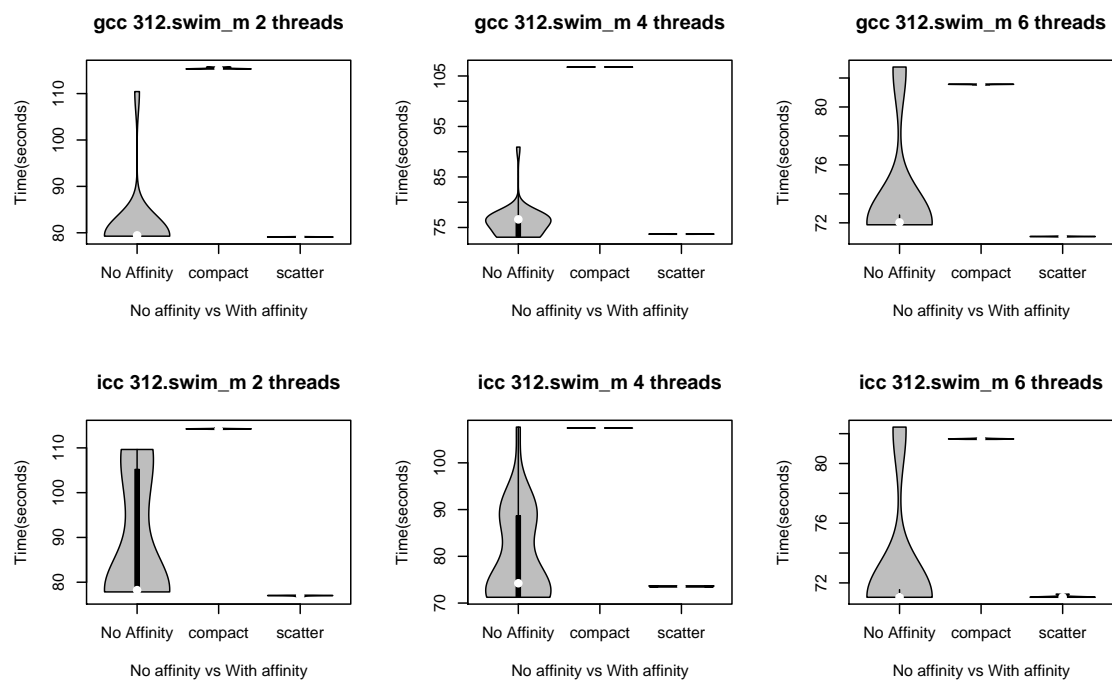 gcc 312.swim_m 2 threads
Time(seconds)
110
100
90
80
No Affinity compact scatter
No affinity vs With affinity
gcc 312.swim_m 4 threads
Time(seconds)
105
95
85
75
No Affinity compact scatter
No affinity vs With affinity
gcc 312.swim_m 6 threads
Time(seconds)
80
76
72
No Affinity compact scatter
No affinity vs With affinity
icc 312.swim_m 2 threads
Time(seconds)
110
100
90
80
No Affinity compact scatter
No affinity vs With affinity
icc 312.swim_m 4 threads
Time(seconds)
100
90
80
70
No Affinity compact scatter
No affinity vs With affinity
icc 312.swim_m 6 threads
Time(seconds)
80
76
72
No Affinity compact scatter
No affinity vs With affinity